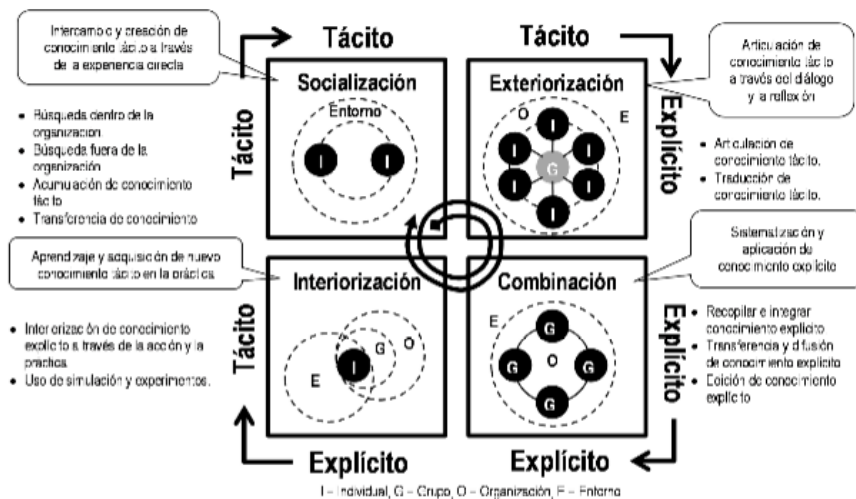 Intercambio y creación de
conocimiento tácito a través
de la experiencia directa
Tácito
Tácito
Articulación de
conocimiento tácito
a través del diálogo
y la reflexión
Socialización
Entorno
I
I
Exteriorización
O
E
I
I
I
G
I
I
I
Tácito
Explícito
• Búsqueda dentro de la
organización
• Búsqueda fuera de la
organización
• Acumulación de conocimiento
tácito
• Transferencia de conocimiento
• Articulación de
conocimiento tácito.
• Traducción de
conocimiento tácito.
Aprendizaje y adquisición de nuevo
conocimiento tácito en la práctica
Sistematización y
aplicación de
conocimiento explícito
Interiorización
E
I
G
O
Combinación
E
G
G
O
G
G
Tácito
Explícito
• Interiorización de conocimiento
explícito a través de la acción y la
práctica.
• Uso de simulación y experimentos.
• Recopilar e integrar
conocimiento explícito
• Transferencia y difusión
de conocimiento explícito
• Edición de conocimiento
explícito
Explícito
Explícito
I – Individual, G – Grupo, O – Organización, E – Entorno